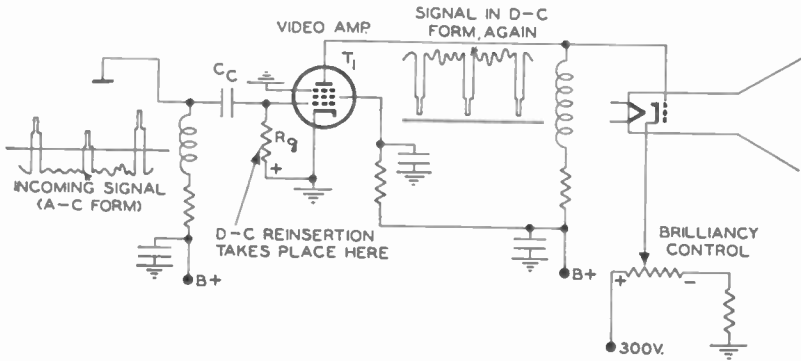 VIDEO AMP.
SIGNAL IN D-C
FORM, AGAIN
T1
CC
Rg
+
INCOMING SIGNAL
(A-C FORM)
D-C REINSERTION
TAKES PLACE HERE
B+
B+
BRILLIANCY
CONTROL
+
-
300V.